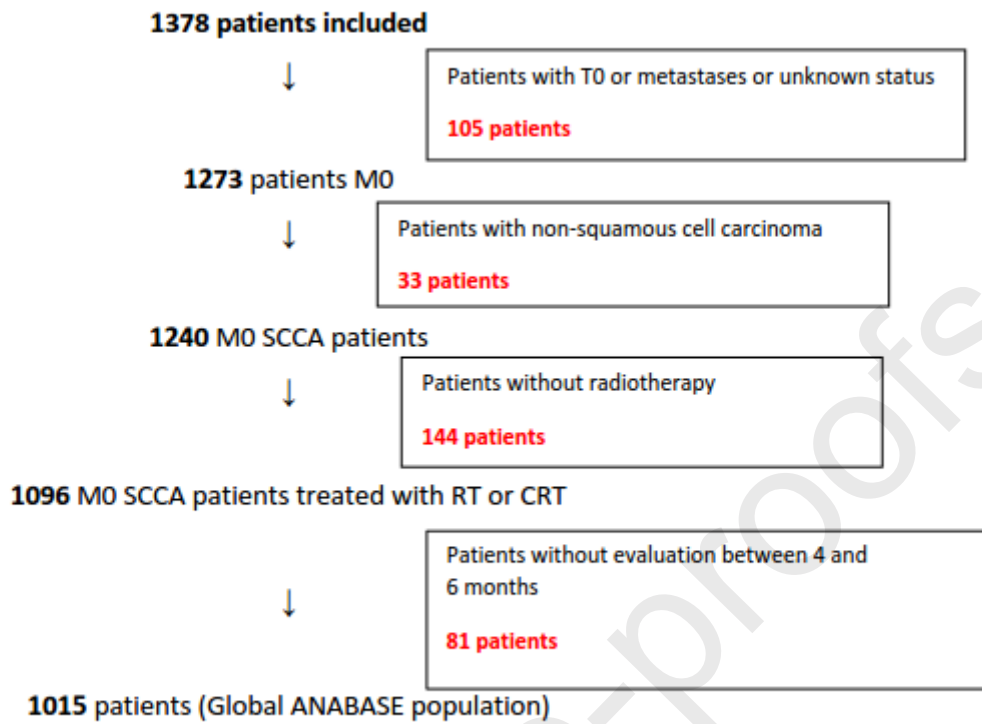 1378 patients included
↓
Patients with T0 or metastases or unknown status
105 patients
1273 patients M0
↓
Patients with non-squamous cell carcinoma
33 patients
1240 M0 SCCA patients
↓
Patients without radiotherapy
144 patients
1096 M0 SCCA patients treated with RT or CRT
↓
Patients without evaluation between 4 and
6 months
81 patients
1015 patients (Global ANABASE population)
-proofs